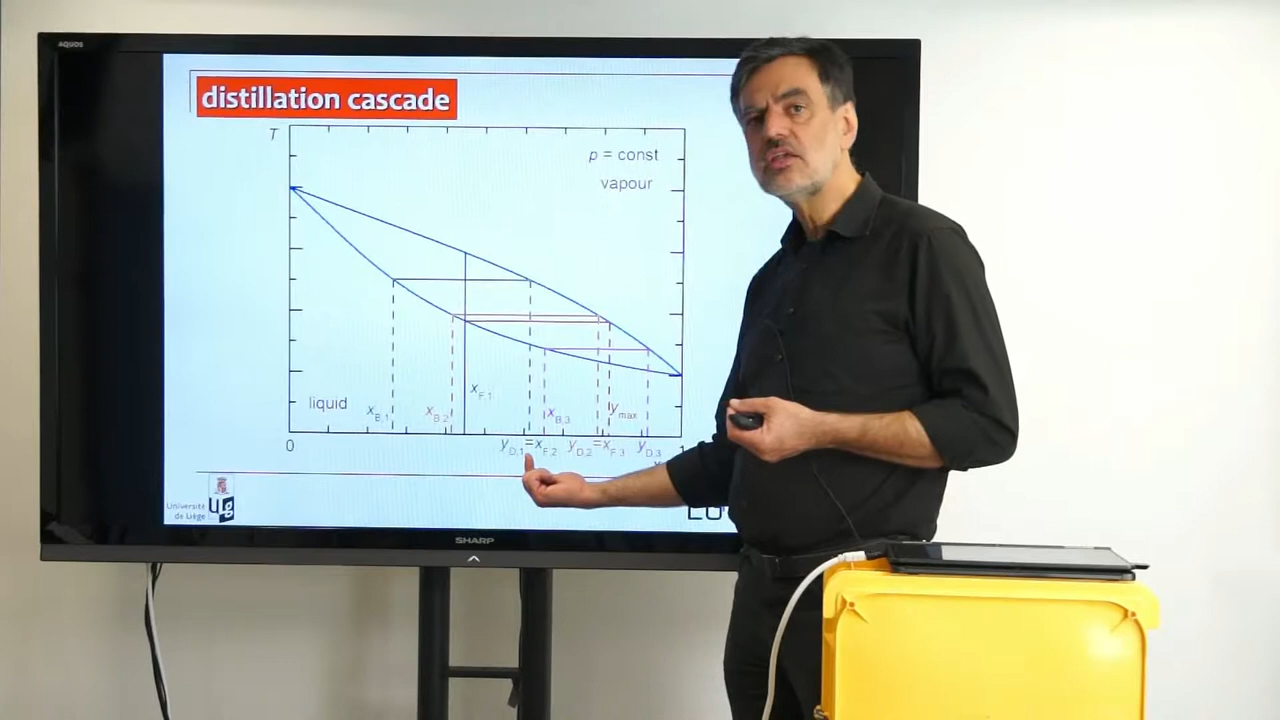 AQUOS
distillation cascade
T
p = const
vapour
liquid
x_B,1
x_B,2
x_F,1
x_B,3
y_max
0
y_D,1=x_F,2
y_D,2=x_F,3
y_D,3
1
Université
de Liège
SHARP